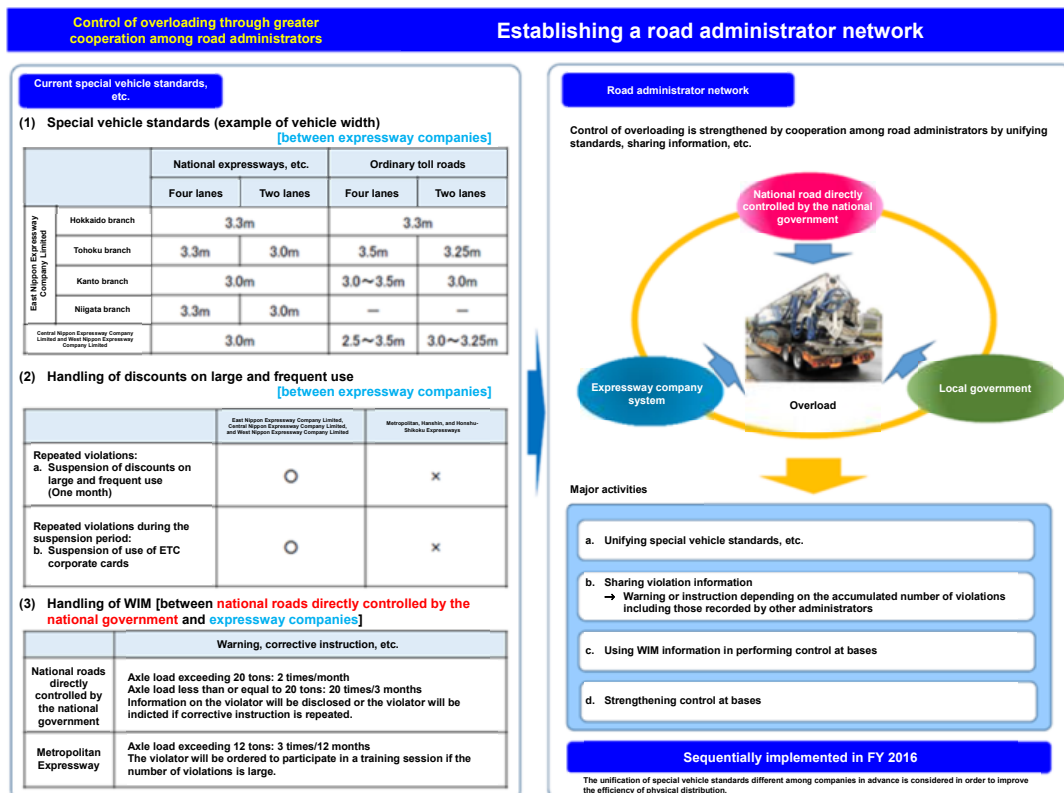 Control of overloading through greater
cooperation among road administrators
Establishing a road administrator network
Current special vehicle standards,
etc.
(1) Special vehicle standards (example of vehicle width)
[between expressway companies]
National expressways, etc.
Ordinary toll roads
Four lanes
Two lanes
Four lanes
Two lanes
East Nippon Expressway
Company Limited
Hokkaido branch
3.3m
3.3m
Tohoku branch
3.3m
3.0m
3.5m
3.25m
Kanto branch
3.0m
3.0〜3.5m
3.0m
Niigata branch
3.3m
3.0m
—
—
Central Nippon Expressway Company
Limited and West Nippon Expressway
Company Limited
3.0m
2.5〜3.5m
3.0〜3.25m
(2) Handling of discounts on large and frequent use
[between expressway companies]
East Nippon Expressway Company Limited,
Central Nippon Expressway Company Limited,
and West Nippon Expressway Company Limited
Metropolitan, Hanshin, and Honshu-
Shikoku Expressways
Repeated violations:
a. Suspension of discounts on
large and frequent use
(One month)
○
×
Repeated violations during the
suspension period:
b. Suspension of use of ETC
corporate cards
○
×
(3) Handling of WIM [between national roads directly controlled by the
national government and expressway companies]
Warning, corrective instruction, etc.
National roads
directly
controlled by
the national
government
Axle load exceeding 20 tons: 2 times/month
Axle load less than or equal to 20 tons: 20 times/3 months
Information on the violator will be disclosed or the violator will be
indicted if corrective instruction is repeated.
Metropolitan
Expressway
Axle load exceeding 12 tons: 3 times/12 months
The violator will be ordered to participate in a training session if the
number of violations is large.
Road administrator network
Control of overloading is strengthened by cooperation among road administrators by unifying
standards, sharing information, etc.
National road directly
controlled by the national
government
Expressway company
system
Local government
Overload
Major activities
a. Unifying special vehicle standards, etc.
b. Sharing violation information
→ Warning or instruction depending on the accumulated number of violations
including those recorded by other administrators
c. Using WIM information in performing control at bases
d. Strengthening control at bases
Sequentially implemented in FY 2016
The unification of special vehicle standards different among companies in advance is considered in order to improve
the efficiency of physical distribution.